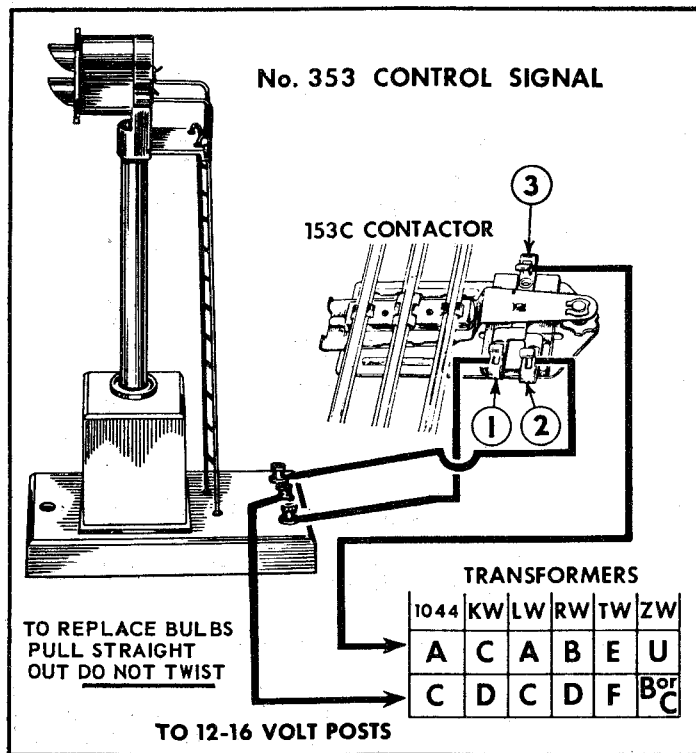 No. 353 CONTROL SIGNAL
3
153C CONTACTOR
1 2
TRANSFORMERS
1044 KW LW RW TW ZW
A C A B E U
C D C D F B or C
TO REPLACE BULBS
PULL STRAIGHT
OUT DO NOT TWIST
TO 12-16 VOLT POSTS